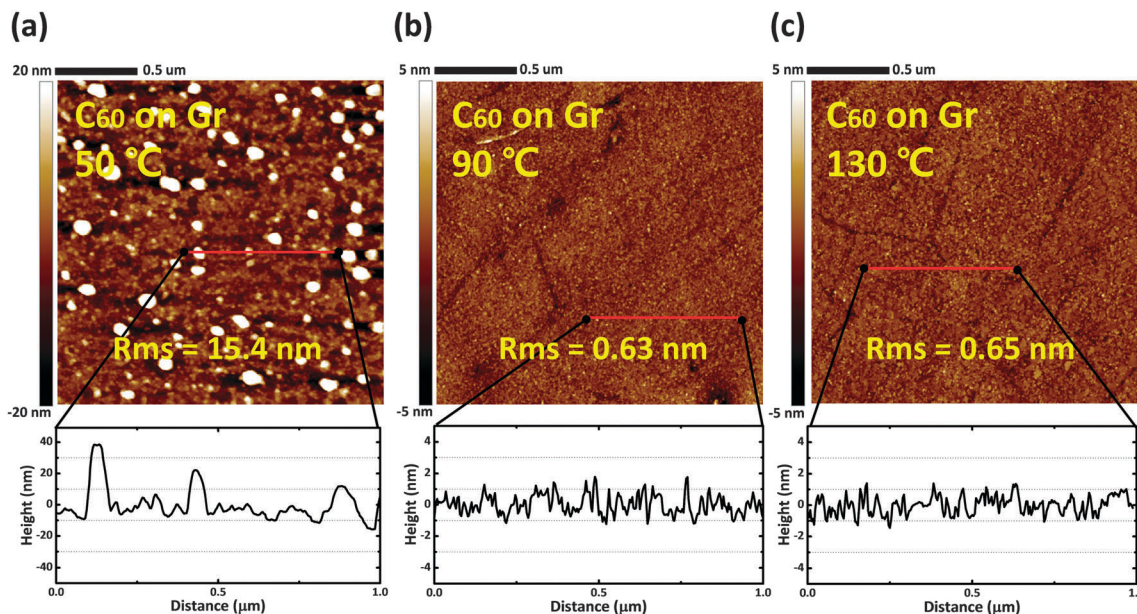 (a)
20 nm
0.5 um
C60 on Gr
50 ℃
Rms = 15.4 nm
-20 nm
Height (nm)
40
20
0
-20
-40
0.0
0.5
1.0
Distance (μm)
(b)
5 nm
0.5 um
C60 on Gr
90 ℃
Rms = 0.63 nm
-5 nm
Height (nm)
4
2
0
-2
-4
0.0
0.5
1.0
Distance (μm)
(c)
5 nm
0.5 um
C60 on Gr
130 ℃
Rms = 0.65 nm
-5 nm
Height (nm)
4
2
0
-2
-4
0.0
0.5
Distance (μm)